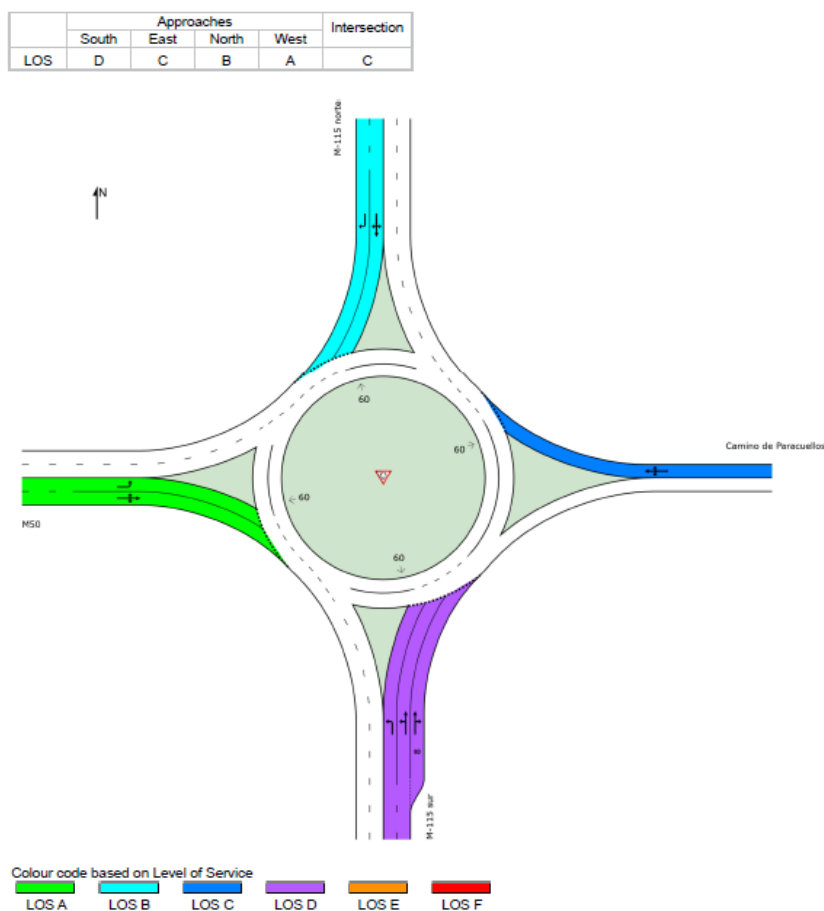 Approaches
Intersection
South East North West
LOS D C B A C
M-115 norte
N
60
Camino de Paracuellos
60
60
M50
60
8
M-115 sur
Colour code based on Level of Service
LOS A LOS B LOS C LOS D LOS E LOS F